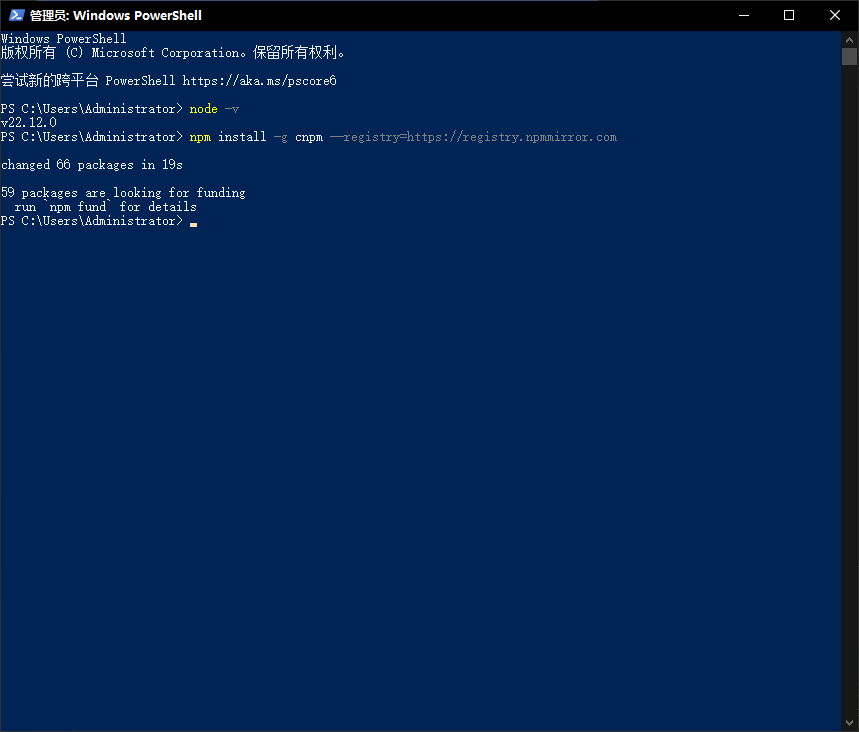 管理员: Windows PowerShell
Windows PowerShell
版权所有 (C) Microsoft Corporation。保留所有权利。
尝试新的跨平台 PowerShell https://aka.ms/pscore6
PS C:\Users\Administrator> node -v
v22.12.0
PS C:\Users\Administrator> npm install -g cnpm --registry=https://registry.npmmirror.com
changed 66 packages in 19s
59 packages are looking for funding
  run `npm fund` for details
PS C:\Users\Administrator>